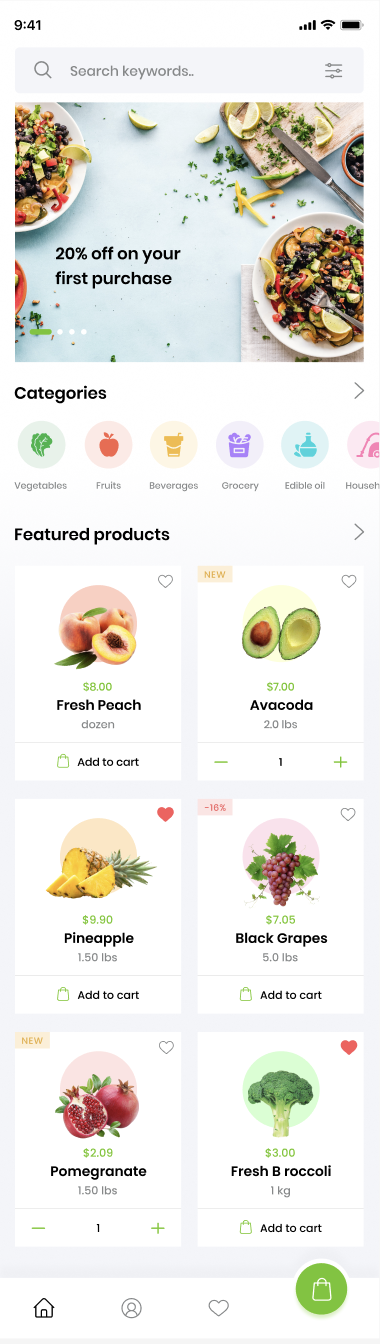 9:41
Search keywords..
20% off on your
first purchase
Categories
Vegetables
Fruits
Beverages
Grocery
Edible oil
Househ
Featured products
$8.00
Fresh Peach
dozen
Add to cart
NEW
$7.00
Avacoda
2.0 lbs
1
$9.90
Pineapple
1.50 lbs
Add to cart
-16%
$7.05
Black Grapes
5.0 lbs
Add to cart
NEW
$2.09
Pomegranate
1.50 lbs
1
$3.00
Fresh B roccoli
1 kg
Add to cart